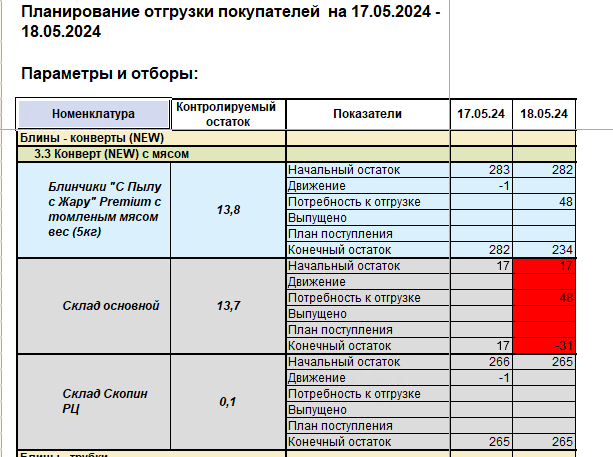 Планирование отгрузки покупателей на 17.05.2024 -
18.05.2024
Параметры и отборы:
Номенклатура Контролируемый остаток Показатели 17.05.24 18.05.24
Блины - конверты (NEW)
3.3 Конверт (NEW) с мясом
Блинчики "С Пылу
с Жару" Premium с
томленым мясом
вес (5кг)
13,8
Начальный остаток 283 282
Движение -1
Потребность к отгрузке 48
Выпущено
План поступления
Конечный остаток 282 234
Склад основной
13,7
Начальный остаток 17 17
Движение
Потребность к отгрузке 48
Выпущено
План поступления
Конечный остаток 17 -31
Склад Скопин
РЦ
0,1
Начальный остаток 266 265
Движение -1
Потребность к отгрузке
Выпущено
План поступления
Конечный остаток 265 265